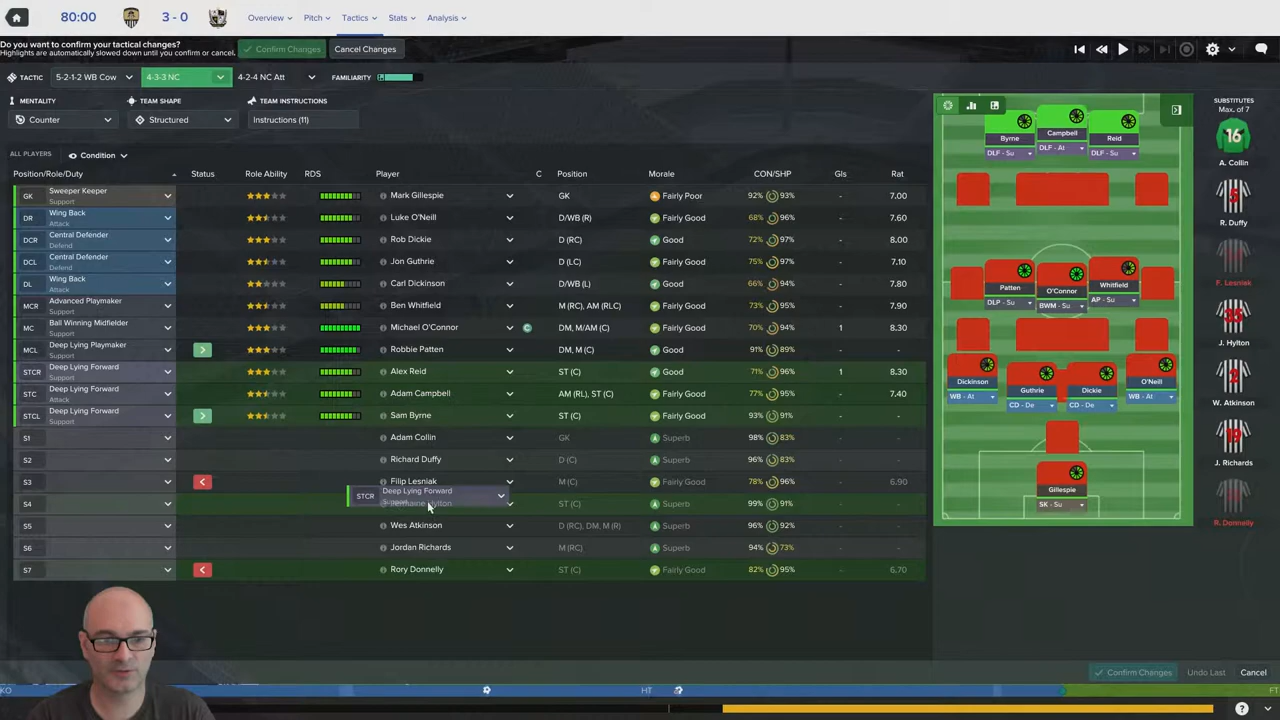 80:00 3 - 0 Overview Pitch Tactics Stats Analysis
Do you want to confirm your tactical changes?
Highlights are automatically slowed down until you confirm or cancel.
Confirm Changes Cancel Changes
TACTIC 5-2-1-2 WB Cow 4-3-3 NC 4-2-4 NC Att FAMILIARITY
MENTALITY TEAM SHAPE TEAM INSTRUCTIONS
Counter Structured Instructions (11)
ALL PLAYERS Condition
Position/Role/Duty Status Role Ability RDS Player C Position Morale CON/SHP Gls Rat
GK Sweeper Keeper Support Mark Gillespie GK Fairly Poor 92% 93% - 7.00
DR Wing Back Attack Luke O'Neill D/WB (R) Fairly Good 68% 96% - 7.60
DCR Central Defender Defend Rob Dickie D (RC) Good 72% 97% - 8.00
DCL Central Defender Defend Jon Guthrie D (LC) Fairly Good 75% 97% - 7.10
DL Wing Back Attack Carl Dickinson D/WB (L) Fairly Good 66% 94% - 7.80
MCR Advanced Playmaker Support Ben Whitfield M (RC), AM (RLC) Fairly Good 73% 95% - 7.90
MC Ball Winning Midfielder Support Michael O'Connor C DM, M/AM (C) Fairly Good 70% 94% 1 8.30
MCL Deep Lying Playmaker Support Robbie Patten DM, M (C) Good 91% 89% - -
STCR Deep Lying Forward Support Alex Reid ST (C) Good 71% 96% 1 8.30
STC Deep Lying Forward Support Adam Campbell AM (RL), ST (C) Fairly Good 77% 95% - 7.40
STCL Deep Lying Forward Support Sam Byrne ST (C) Fairly Good 93% 91% - -
S1 Adam Collin GK Superb 98% 83% - -
S2 Richard Duffy D (C) Superb 96% 83% - -
S3 Filip Lesniak M (C) Fairly Good 78% 96% - 6.90
STCR Deep Lying Forward Support
S4 Hylton ST (C) Superb 99% 91% - -
S5 Wes Atkinson D (RC), DM, M (R) Superb 96% 92% - -
S6 Jordan Richards M (RC) Superb 94% 73% - -
S7 Rory Donnelly ST (C) Fairly Good 82% 95% - 6.70
Byrne Campbell Reid
DLF - Su DLF - At DLF - Su
Patten O'Connor Whitfield
DLP - Su BWM - Su AP - Su
Dickinson Guthrie Dickie O'Neill
WB - At CD - De CD - De WB - At
Gillespie
SK - Su
SUBSTITUTES
Max. of 7
16
A. Collin
5
R. Duffy
F. Lesniak
J. Hylton
2
W. Atkinson
19
J. Richards
R. Donnelly
Confirm Changes Undo Last Cancel
KO HT FT